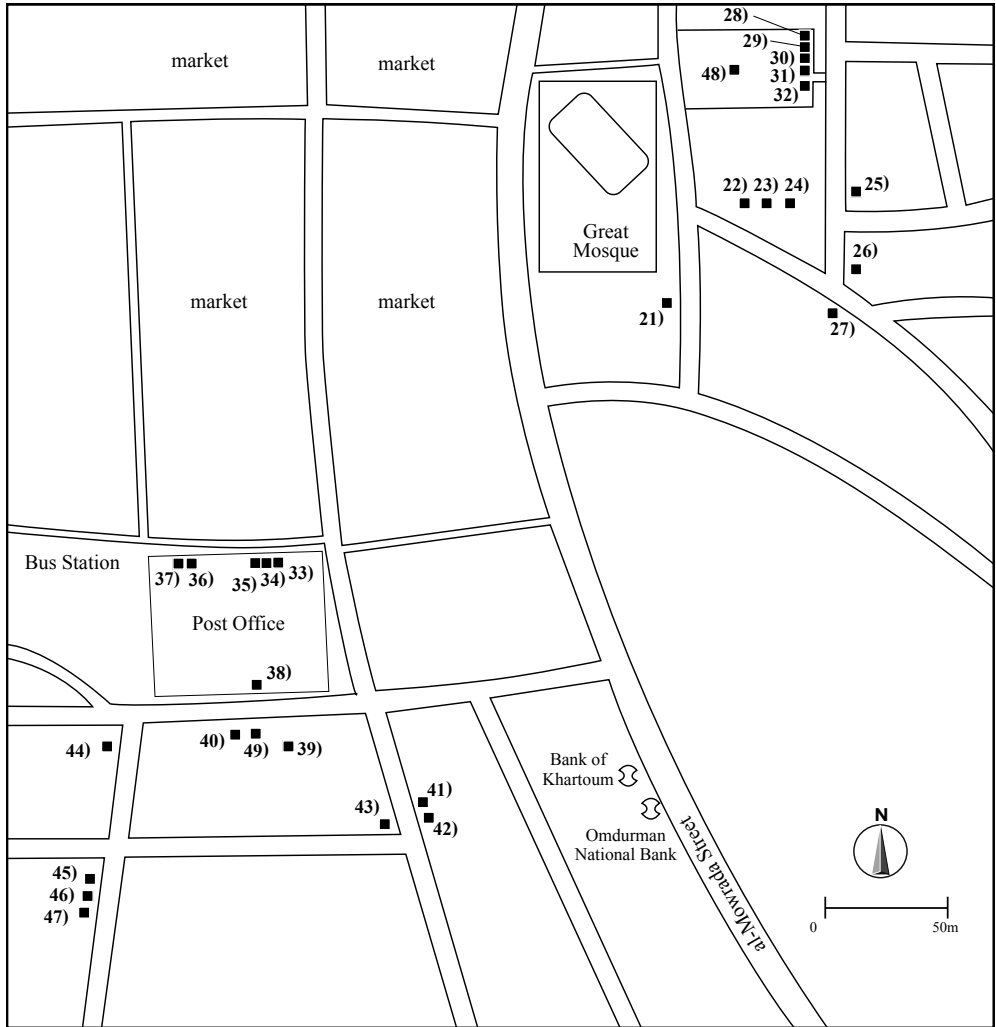 28)
29)
30)
31)
32)
48)
market
market
22) 23) 24)
25)
Great
Mosque
26)
market
market
21)
27)
Bus Station
37) 36) 35) 34) 33)
Post Office
38)
44)
40) 49) 39)
Bank of
Khartoum
41)
42)
43)
Omdurman
National Bank
al-Mowrada Street
N
45)
46)
47)
0 50m